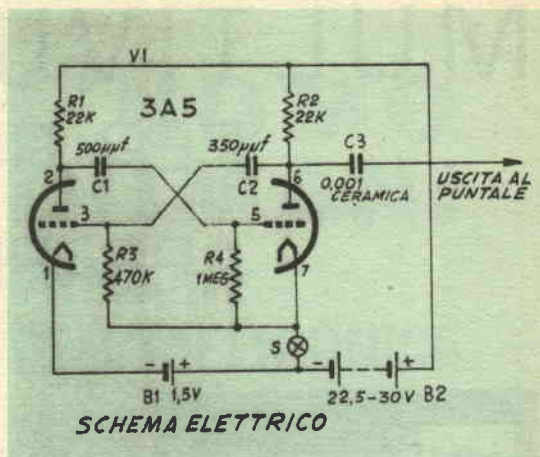 V1
R1
22K
3A5
R2
22K
500µµf
C1
350µµf
C2
C3
0,001
CERAMICA
USCITA AL
PUNTALE
2
3
1
6
5
7
R3
470K
R4
1MEG
S
- +
B1 1,5V
- +
22,5-30V B2
SCHEMA ELETTRICO